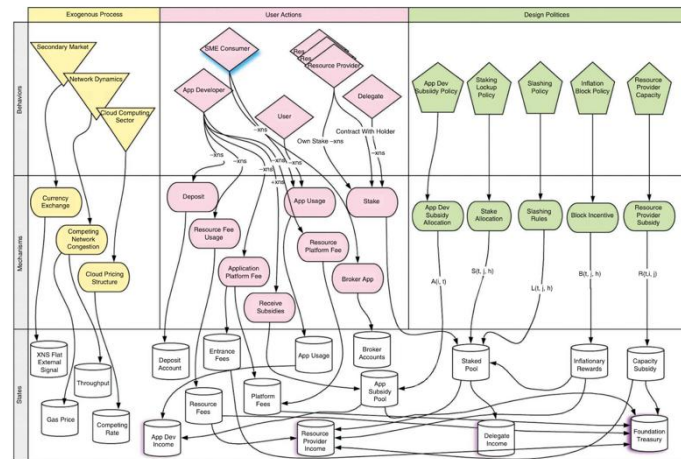 Exogenous Process
User Actions
Design Politices
Behaviors
Secondary Market
Network Dynamics
Cloud Computing
Sector
SME Consumer
App Developer
Resource Provider
User
Delegate
Contract With Holder
Own Stake -xns
~xns
~xns
~xns
~xns
~xns
~xns
~xns
App Dev
Subsidy Policy
Staking
Lockup
Policy
Slashing
Policy
Inflation
Block Policy
Resource
Provider
Capacity
Mechanisms
Currency
Exchange
Competing
Network
Congestion
Cloud Pricing
Structure
Deposit
Resource Fee
Usage
Application
Platform Fee
Receive
Subsidies
App Usage
Resource
Platform
Fee
Broker App
Stake
App Dev
Subsidy
Allocation
Stake
Allocation
Slashing
Rules
Block Incentive
Resource
Provider
Subsidy
A(i, t)
S(t, j, h)
L(t, j, h)
B(t, j, h)
R(t,i, j)
States
XNS Flat
External
Signal
Gas Price
Throughput
Competing
Rate
Deposit
Account
Entrance
Fees
App Usage
Broker
Accounts
Staked
Pool
Inflationary
Rewards
Capacity
Subsidy
Resource
Fees
Platform
Fees
App Subsidy
Pool
App Dev
Income
Resource
Provider
Income
Delegate
Income
Foundation
Treasury